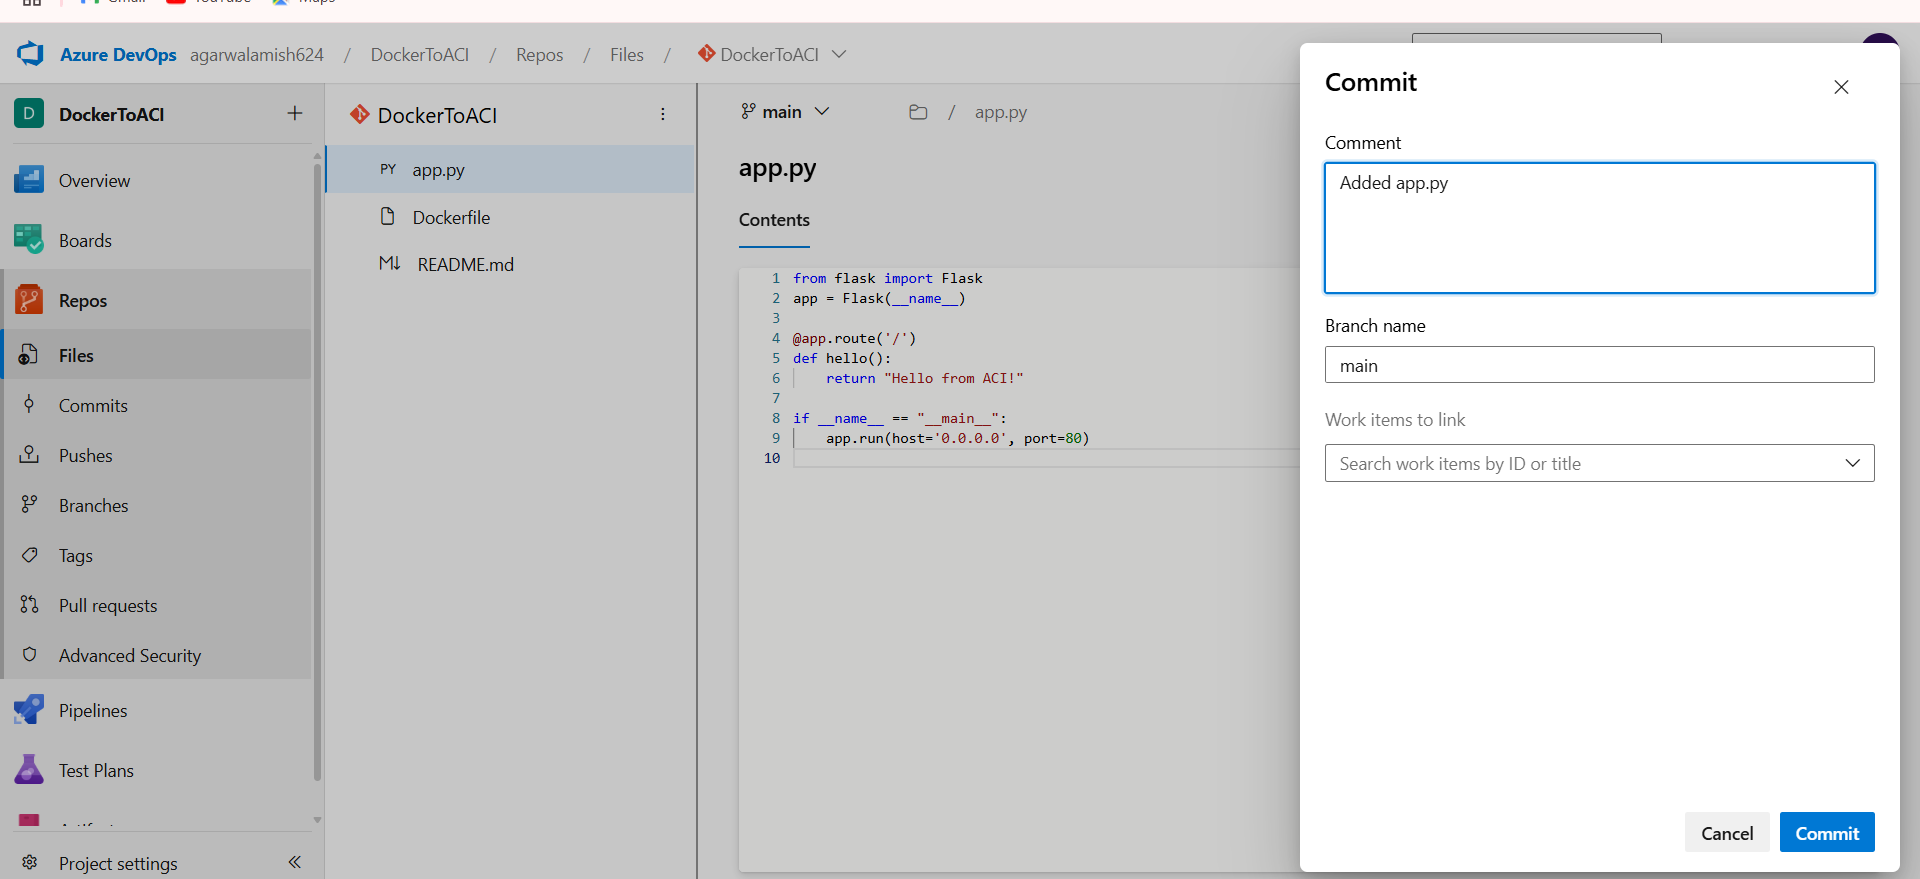 Gmail YouTube Maps
Azure DevOps agarwalamish624 / DockerToACI / Repos / Files / DockerToACI
D DockerToACI +
Overview
Boards
Repos
Files
Commits
Pushes
Branches
Tags
Pull requests
Advanced Security
Pipelines
Test Plans
Project settings
DockerToACI
PY app.py
Dockerfile
M↓ README.md
main / app.py
app.py
Contents
1 from flask import Flask
2 app = Flask(__name__)
3
4 @app.route('/')
5 def hello():
6 return "Hello from ACI!"
7
8 if __name__ == "__main__":
9 app.run(host='0.0.0.0', port=80)
10
Commit
Comment
Added app.py
Branch name
main
Work items to link
Search work items by ID or title
Cancel Commit